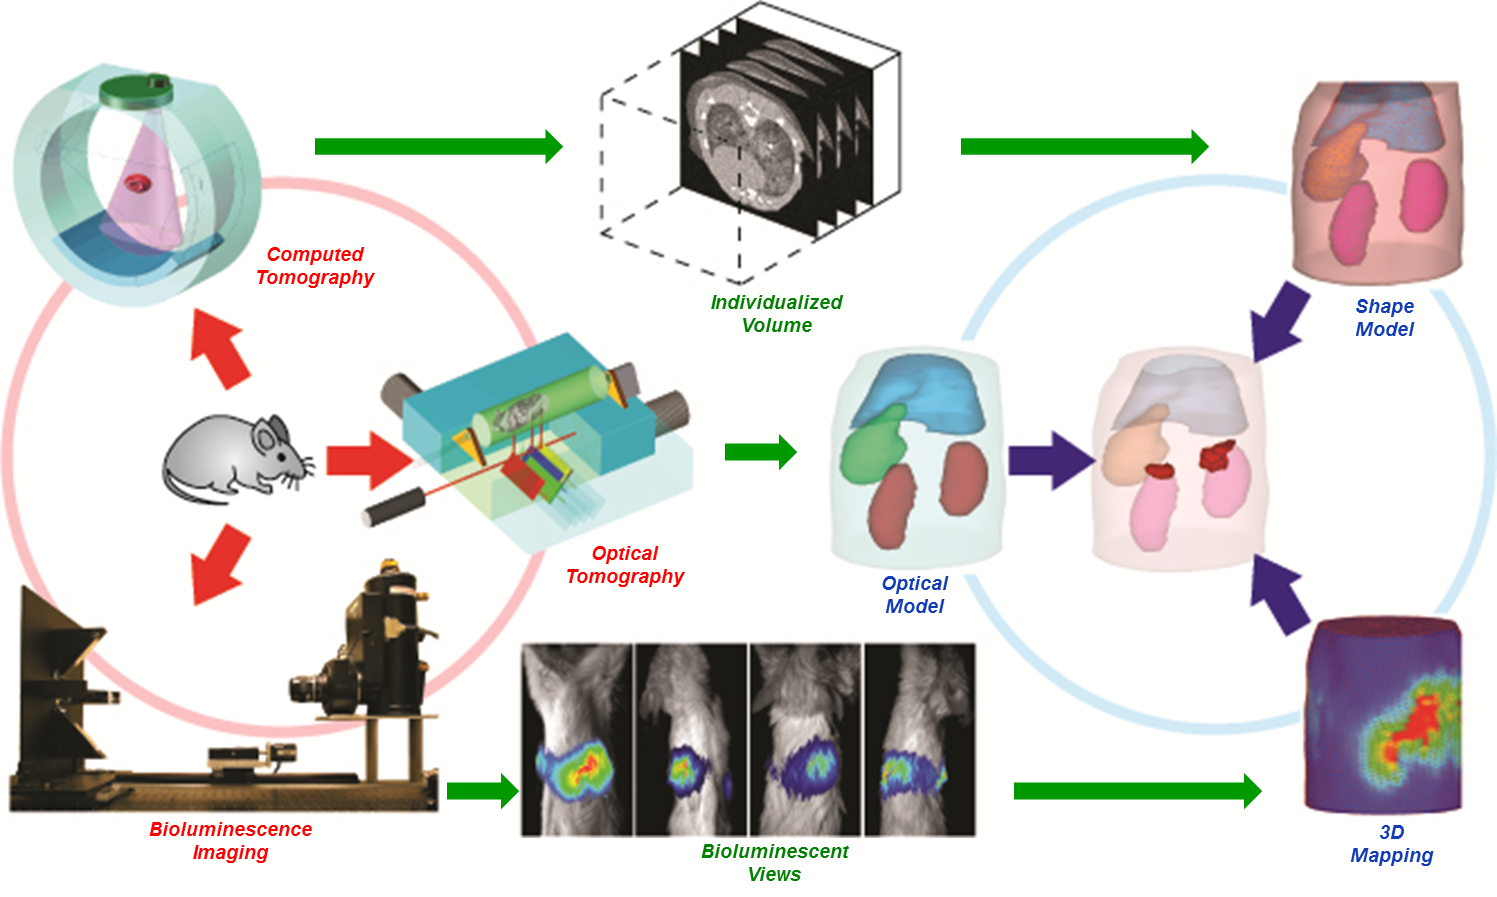 Computed
Tomography
Individualized
Volume
Shape
Model
Optical
Tomography
Optical
Model
Bioluminescence
Imaging
Bioluminescent
Views
3D
Mapping